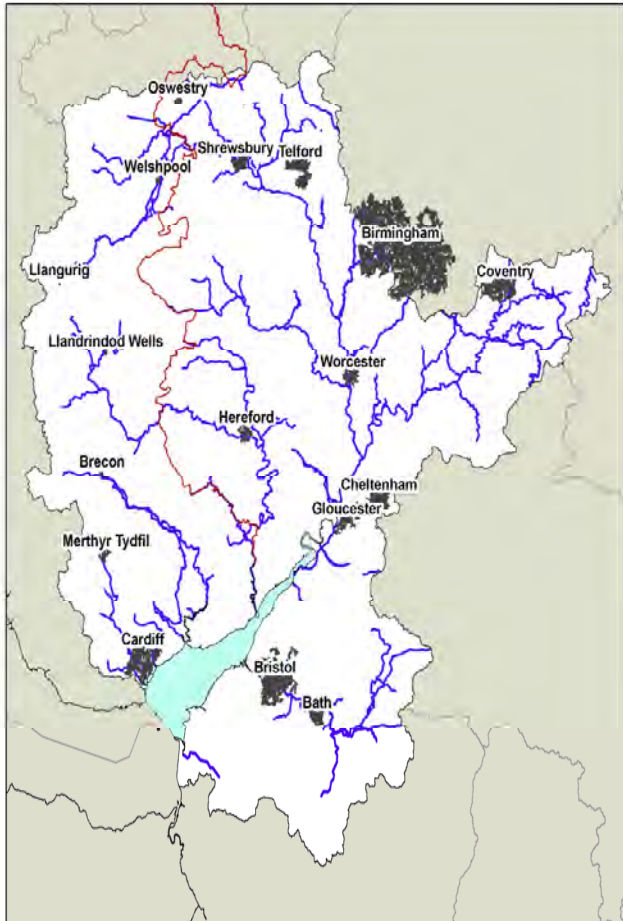 Oswestry
Shrewsbury
Telford
Welshpool
Birmingham
Llangurig
Coventry
Llandrindod Wells
Worcester
Hereford
Brecon
Cheltenham
Gloucester
Merthyr Tydfil
Cardiff
Bristol
Bath